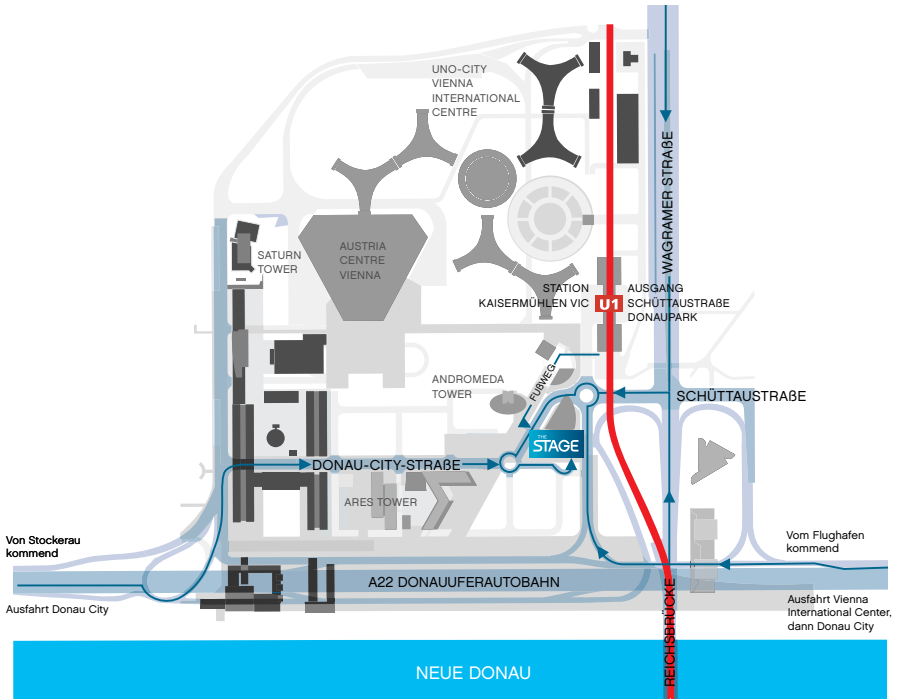 UNO-CITY
VIENNA
INTERNATIONAL
CENTRE
WAGRAMER STRAßE
AUSTRIA
CENTRE
VIENNA
SATURN
TOWER
STATION
KAISERMÜHLEN VIC
U1
AUSGANG
SCHÜTTAUSTRAßE
DONAUPARK
ANDROMEDA
TOWER
FUßWEG
SCHÜTTAUSTRAßE
THE
STAGE
DONAU-CITY-STRAßE
ARES TOWER
Von Stockerau
kommend
Vom Flughafen
kommend
A22 DONAUUFERAUTOBAHN
Ausfahrt Donau City
Ausfahrt Vienna
International Center,
dann Donau City
REICHSBRÜCKE
NEUE DONAU